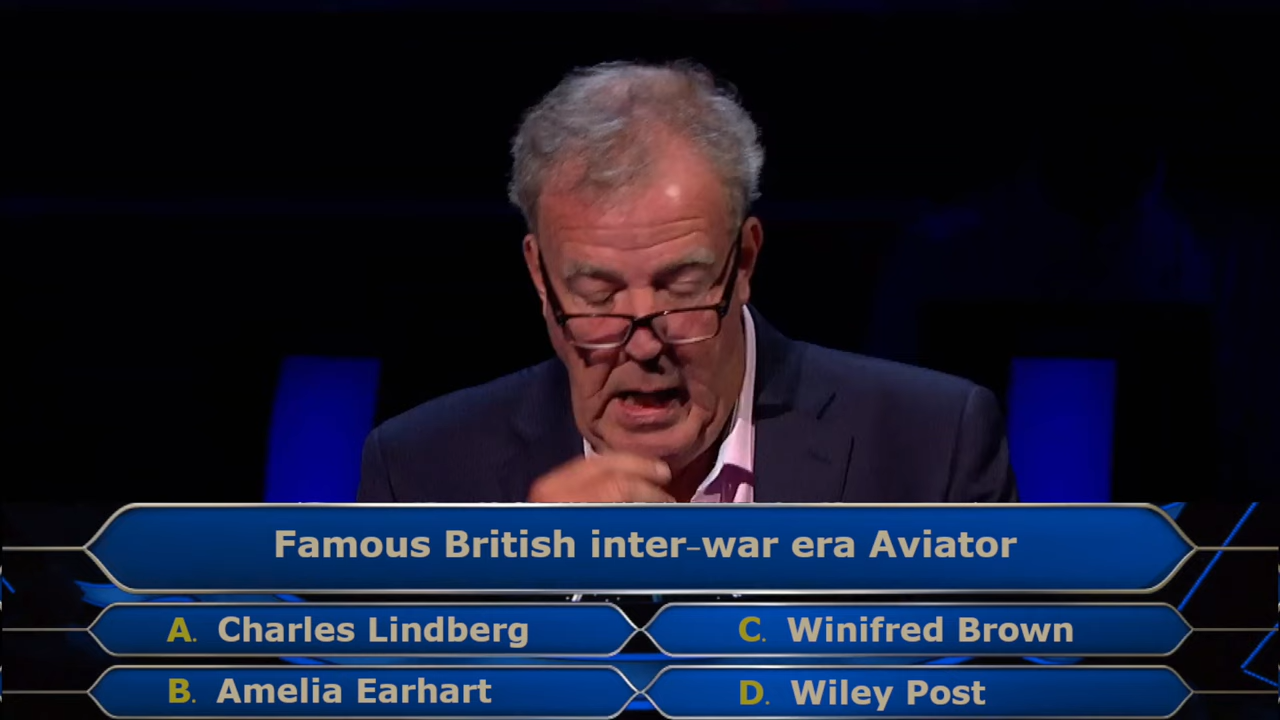 Famous British inter-war era Aviator
A. Charles Lindberg
C. Winifred Brown
B. Amelia Earhart
D. Wiley Post